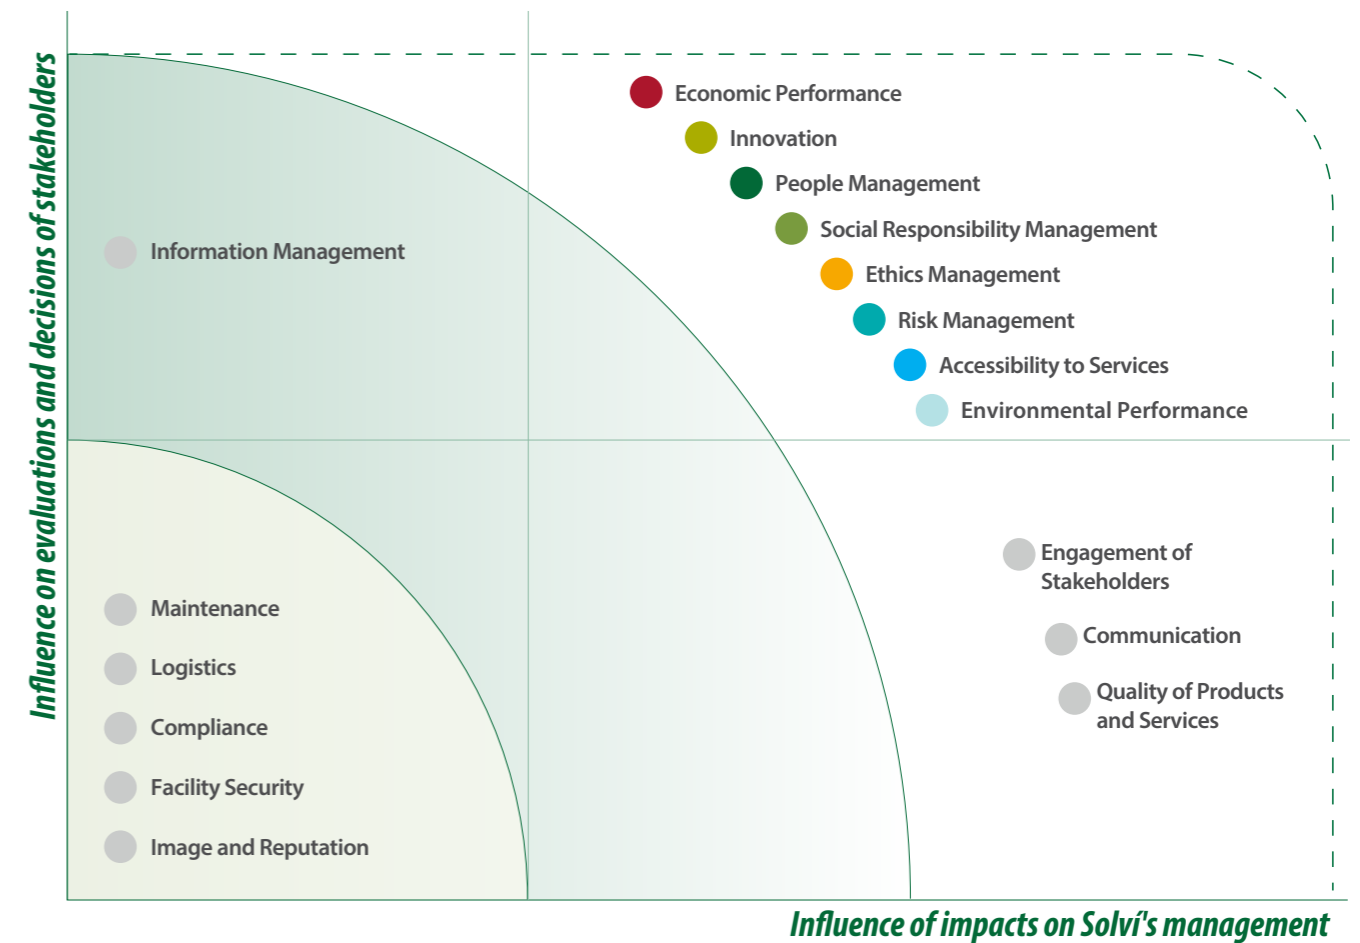 Influence on evaluations and decisions of stakeholders
Economic Performance
Innovation
People Management
Social Responsibility Management
Information Management
Ethics Management
Risk Management
Accessibility to Services
Environmental Performance
Engagement of
Stakeholders
Maintenance
Communication
Logistics
Quality of Products
and Services
Compliance
Facility Security
Image and Reputation
Influence of impacts on Solví's management